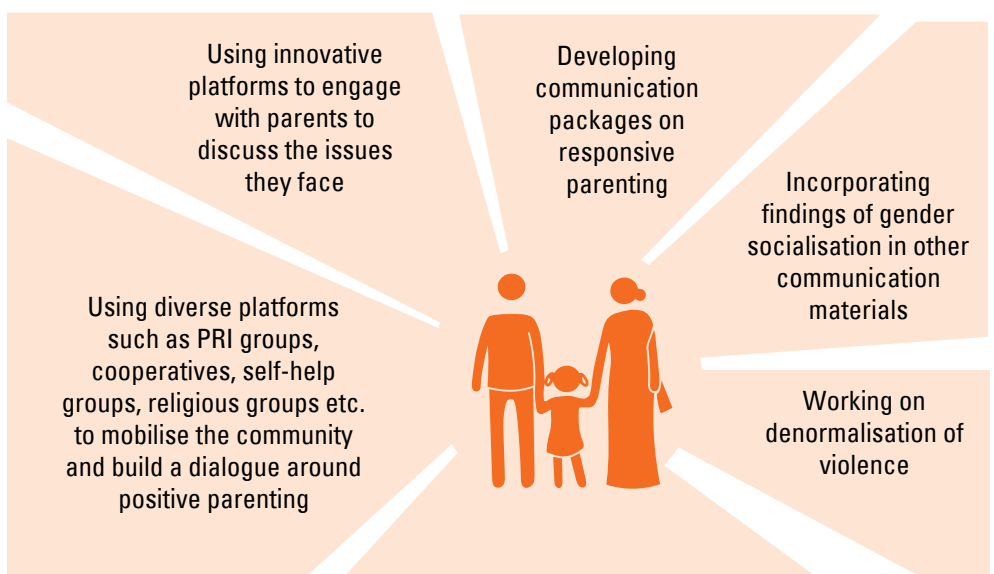 Using innovative
platforms to engage
with parents to
discuss the issues
they face
Developing
communication
packages on
responsive
parenting
Incorporating
findings of gender
socialisation in other
communication
materials
Using diverse platforms
such as PRI groups,
cooperatives, self-help
groups, religious groups etc.
to mobilise the community
and build a dialogue around
positive parenting
Working on
denormalisation of
violence